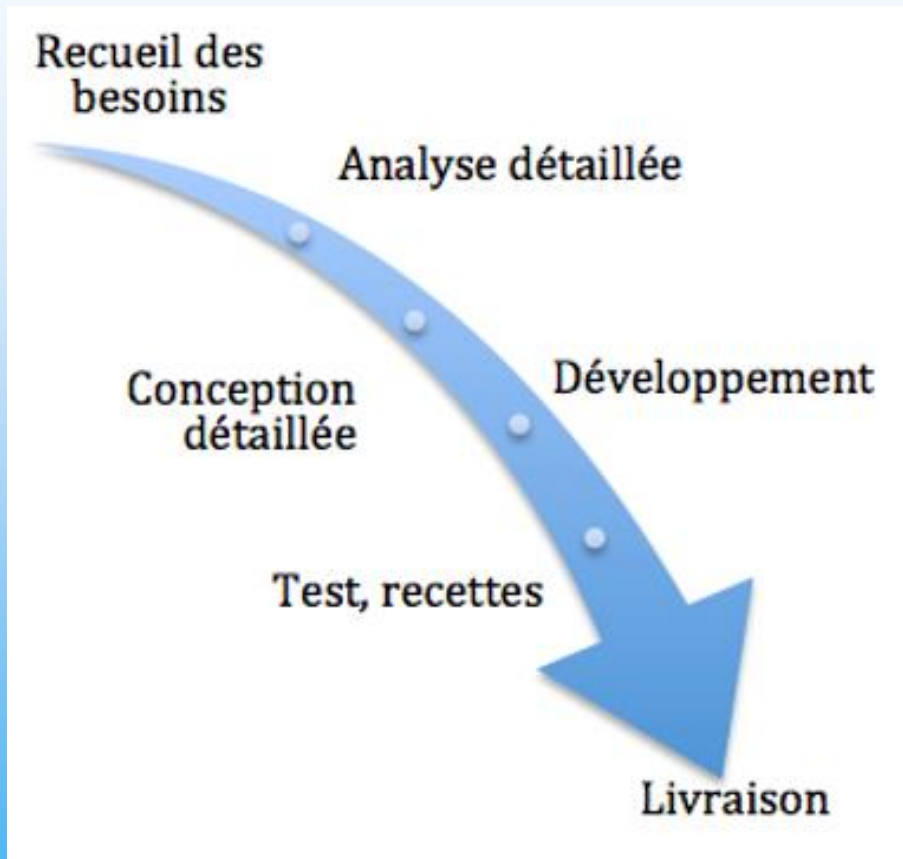 Recueil des
besoins
Analyse détaillée
Conception
détaillée
Développement
Test, recettes
Livraison